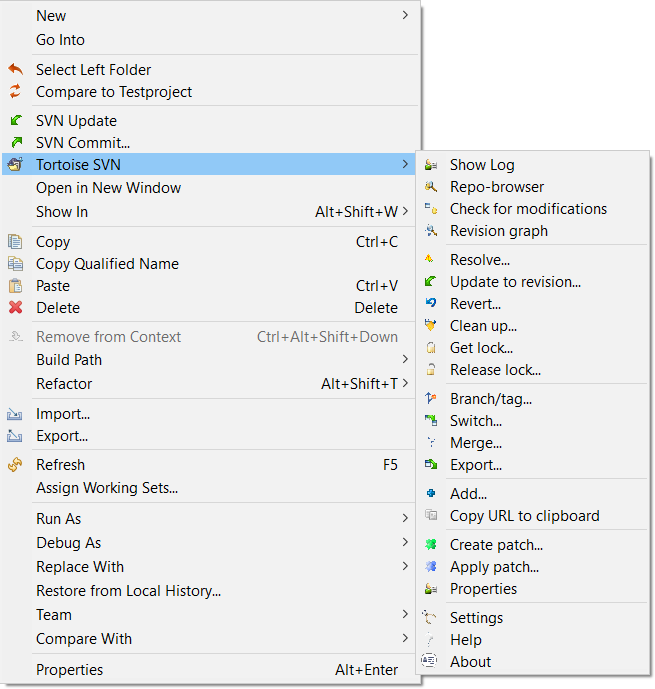 New
Go Into
Select Left Folder
Compare to Testproject
SVN Update
SVN Commit...
Tortoise SVN
Open in New Window
Show In Alt+Shift+W
Copy Ctrl+C
Copy Qualified Name
Paste Ctrl+V
Delete Delete
Remove from Context Ctrl+Alt+Shift+Down
Build Path
Refactor Alt+Shift+T
Import...
Export...
Refresh F5
Assign Working Sets...
Run As
Debug As
Replace With
Restore from Local History...
Team
Compare With
Properties Alt+Enter
Show Log
Repo-browser
Check for modifications
Revision graph
Resolve...
Update to revision...
Revert...
Clean up...
Get lock...
Release lock...
Branch/tag...
Switch...
Merge...
Export...
Add...
Copy URL to clipboard
Create patch...
Apply patch...
Properties
Settings
Help
About